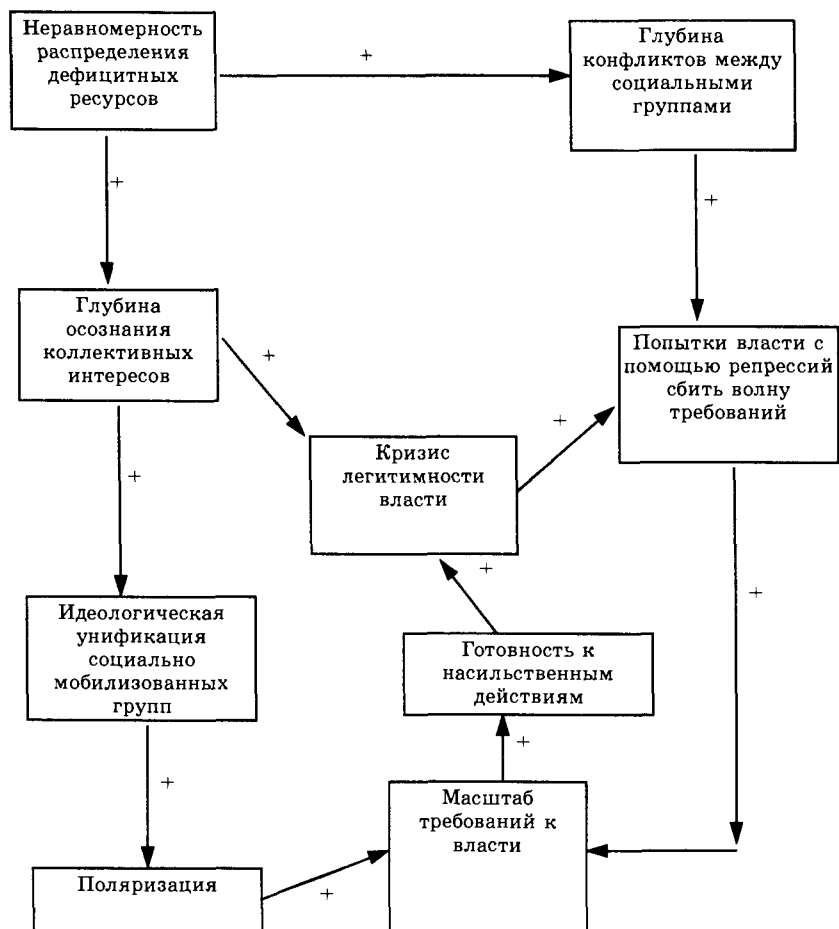 Неравномерность
распределения
дефицитных
ресурсов
+
Глубина
конфликтов между
социальными
группами
+
+
Глубина
осознания
коллективных
интересов
+
Попытки власти с
помощью репрессий
сбить волну
требований
+
Кризис
легитимности
власти
+
+
+
Идеологическая
унификация
социально
мобилизованных
групп
Готовность к
насильственным
действиям
+
+
+
Масштаб
требований к
власти
Поляризация
+